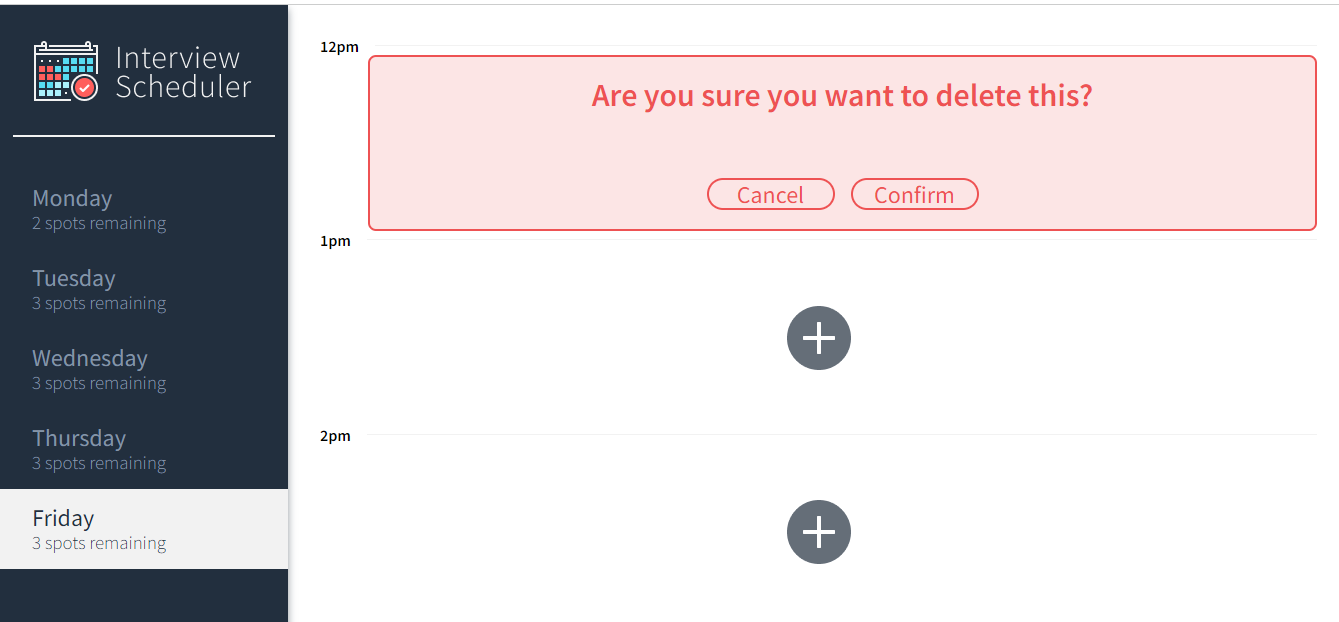 Interview
Scheduler
Monday
2 spots remaining
Tuesday
3 spots remaining
Wednesday
3 spots remaining
Thursday
3 spots remaining
Friday
3 spots remaining
12pm
Are you sure you want to delete this?
Cancel Confirm
1pm
2pm